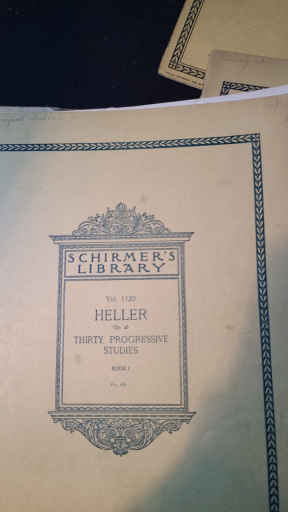 SCHIRMER'S
LIBRARY
Vol. 1120
HELLER
Op. 46
THIRTY PROGRESSIVE
STUDIES
BOOK I